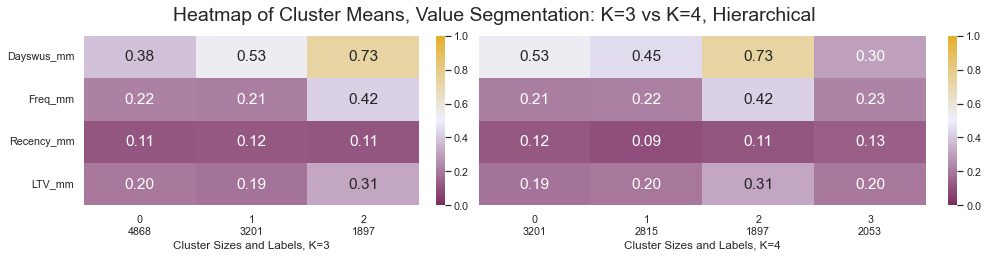 Heatmap of Cluster Means, Value Segmentation: K=3 vs K=4, Hierarchical
Dayswus_mm 0.38 0.53 0.73
Freq_mm 0.22 0.21 0.42
Recency_mm 0.11 0.12 0.11
LTV_mm 0.20 0.19 0.31
0 1 2
4868 3201 1897
Cluster Sizes and Labels, K=3
1.0
0.8
0.6
0.4
0.2
0.0
0.53 0.45 0.73 0.30
0.21 0.22 0.42 0.23
0.12 0.09 0.11 0.13
0.19 0.20 0.31 0.20
0 1 2 3
3201 2815 1897 2053
Cluster Sizes and Labels, K=4
1.0
0.8
0.6
0.4
0.2
0.0